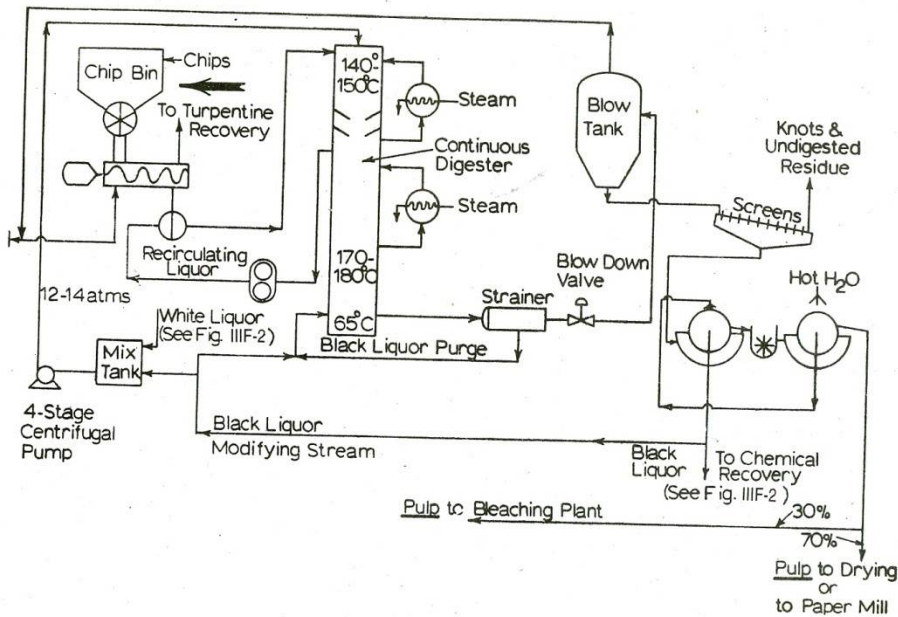 Chip Bin
Chips
To Turpentine
Recovery
140-
150°C
Steam
Continuous
Digester
Steam
Blow
Tank
Knots &
Undigested
Residue
Screens
Recirculating
Liquor
170-
180°C
Blow Down
Valve
Hot H₂O
12-14atms
White Liquor
(See Fig. IIIF-2)
65°C
Strainer
Black Liquor Purge
Mix
Tank
4-Stage
Centrifugal
Pump
Black Liquor
Modifying Stream
Black
Liquor
To Chemical
Recovery
(See Fig. IIIF-2)
Pulp to Bleaching Plant
30%
70%
Pulp to Drying
or
to Paper Mill